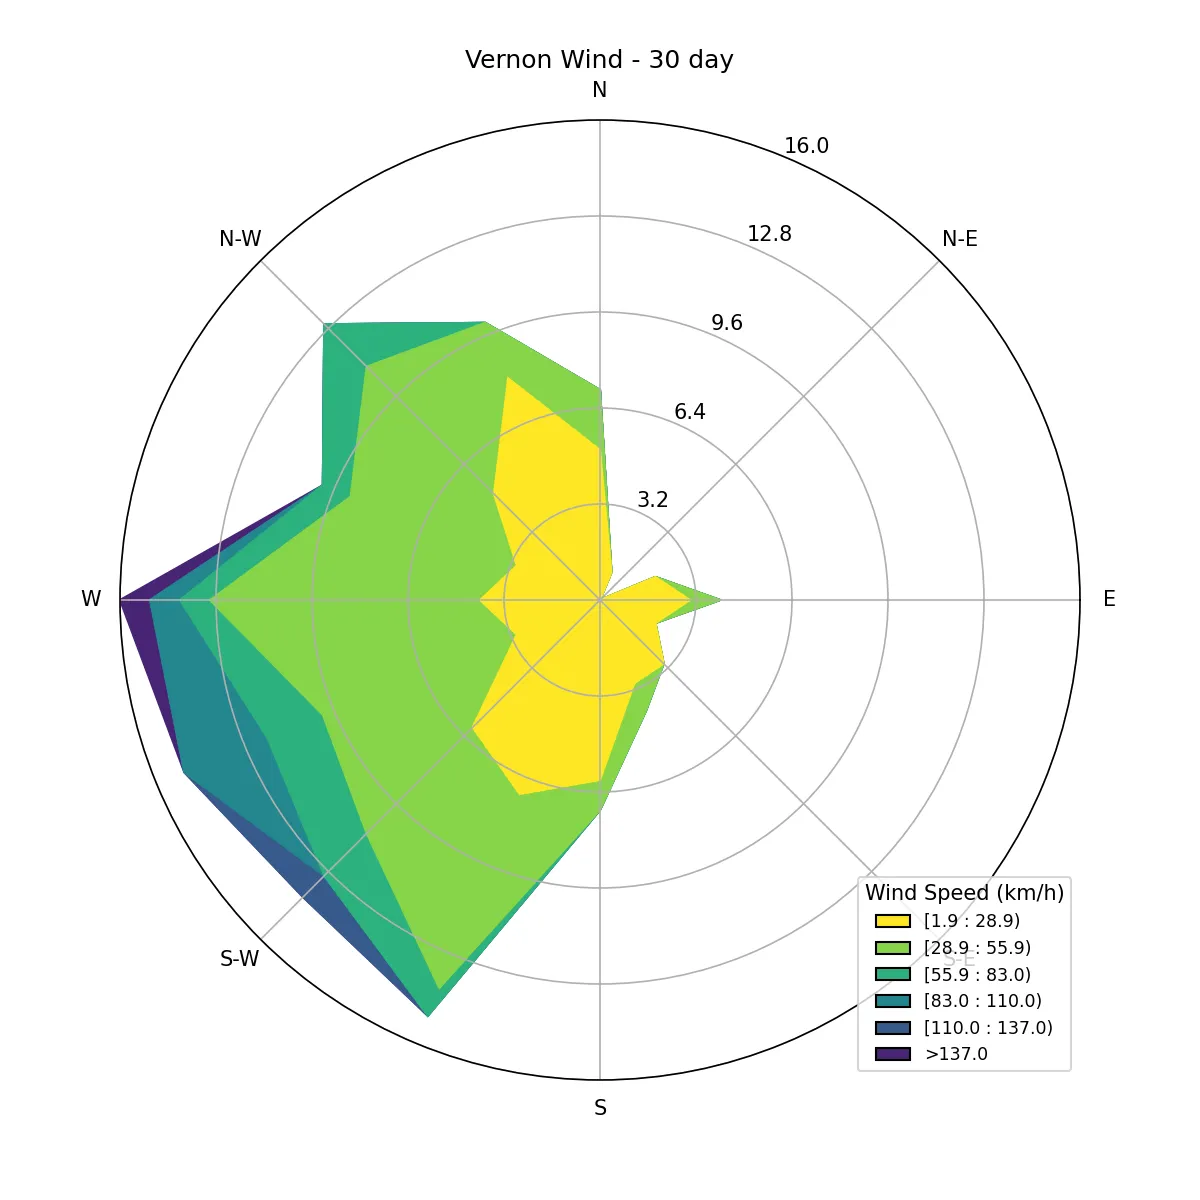 Vernon Wind - 30 day
N
16.0
12.8
N-W
N-E
9.6
6.4
3.2
W
E
Wind Speed (km/h)
[1.9 : 28.9)
[28.9 : 55.9)
S-W
S-E
[55.9 : 83.0)
[83.0 : 110.0)
[110.0 : 137.0)
>137.0
S